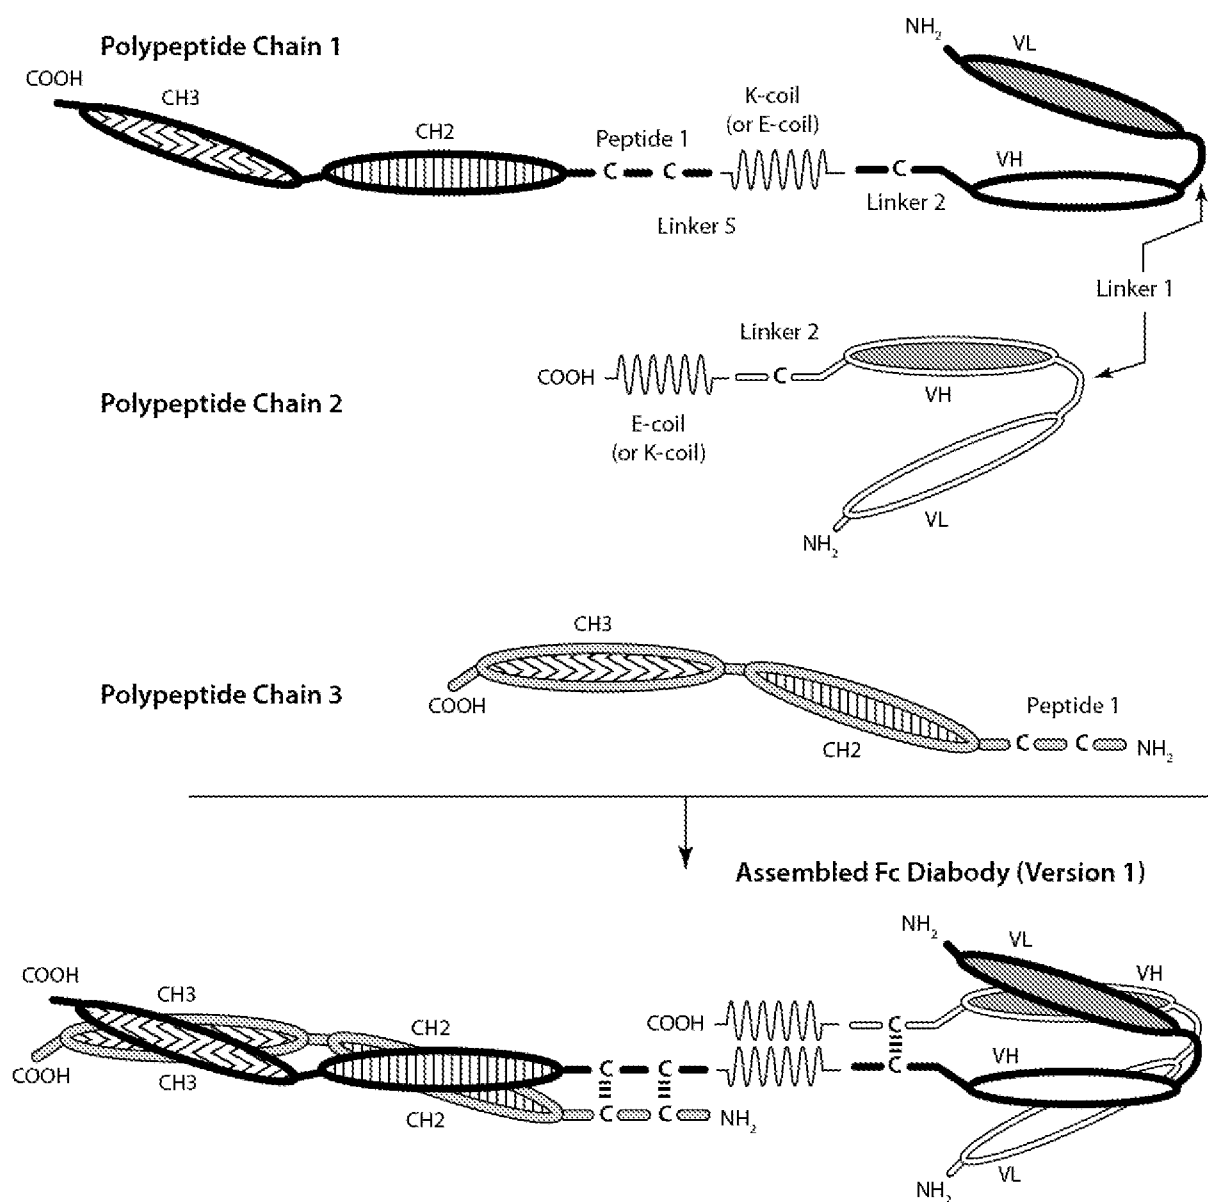 Polypeptide Chain 1
COOH
CH3
CH2
Peptide 1
Linker 5
K-coil
(or E-coil)
C
C
C
Linker 2
NH2
VL
VH
Linker 1
Polypeptide Chain 2
COOH
E-coil
(or K-coil)
Linker 2
C
VH
VL
NH2
Polypeptide Chain 3
COOH
CH3
CH2
Peptide 1
C
C
NH2
Assembled Fc Diabody (Version 1)
COOH
CH3
CH2
COOH
CH3
CH2
C
C
C
C
NH2
COOH
C
C
NH2
VL
VH
VH
VL
NH2